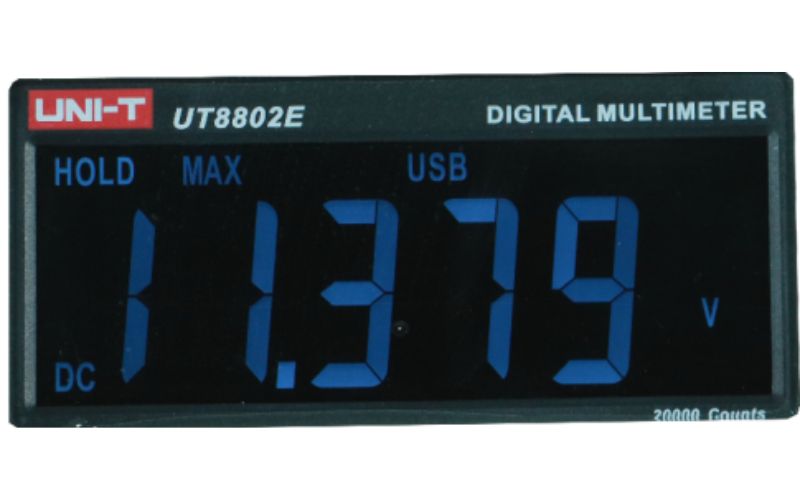 UNI-T UT8802E DIGITAL MULTIMETER
HOLD MAX USB
11.379 V
DC
20000 Counts